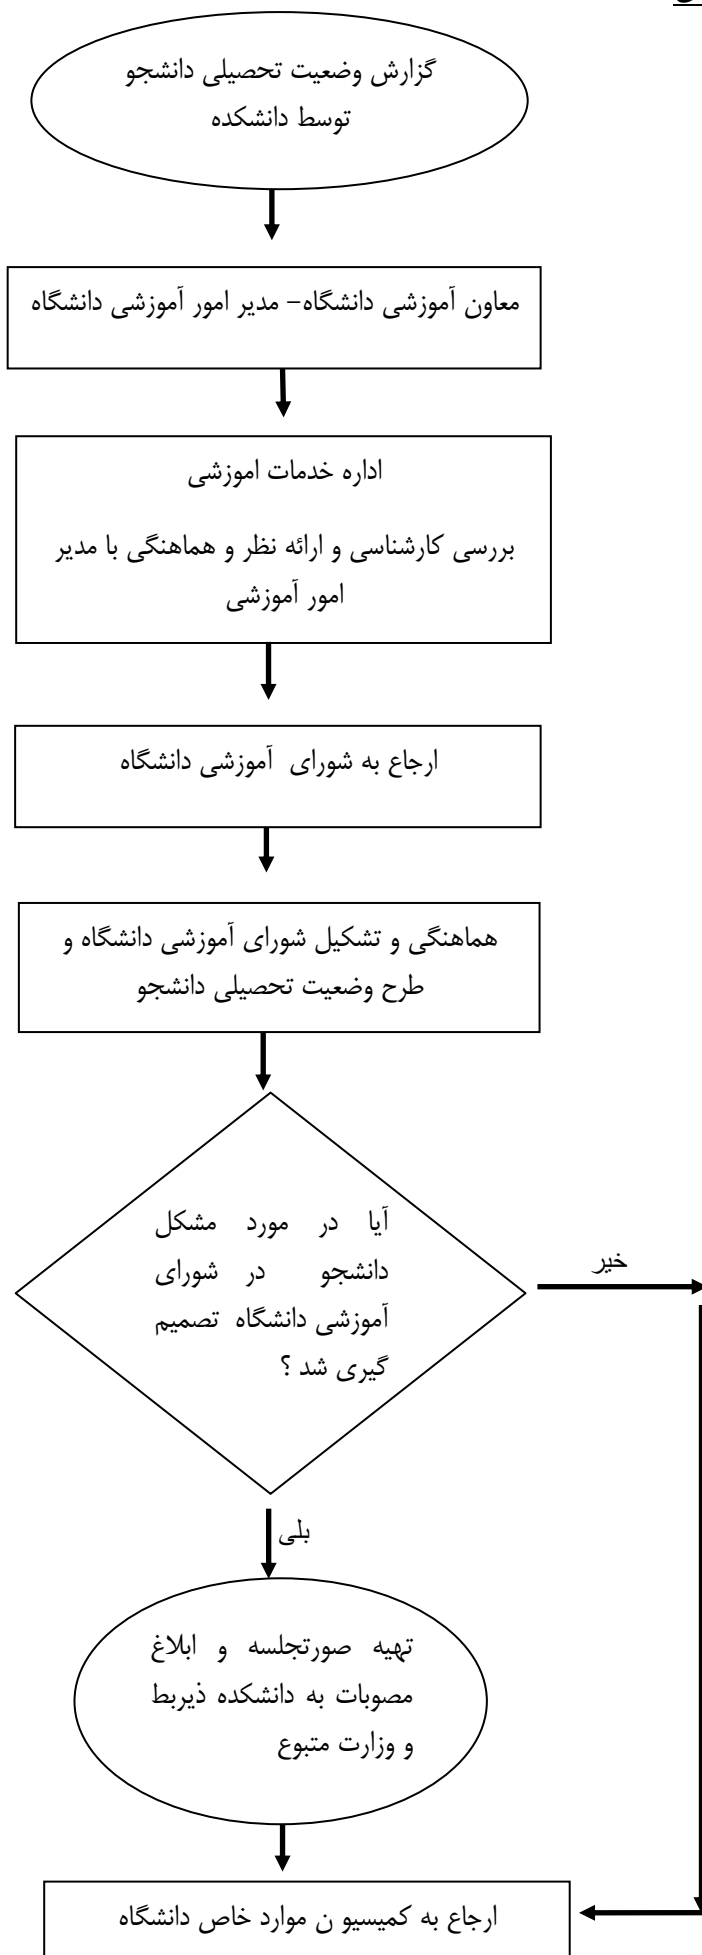 گزارش وضعیت تحصیلی دانشجو
توسط دانشکده
معاون آموزشی دانشگاه– مدیر امور آموزشی دانشگاه
اداره خدمات اموزشی
بررسی کارشناسی و ارائه نظر و هماهنگی با مدیر
امور آموزشی
ارجاع به شورای آموزشی دانشگاه
هماهنگی و تشکیل شورای آموزشی دانشگاه و
طرح وضعیت تحصیلی دانشجو
آیا در مورد مشکل
دانشجو در شورای
آموزشی دانشگاه تصمیم
گیری شد ؟
خیر
بلی
تهیه صورتجلسه و ابلاغ
مصوبات به دانشکده ذیربط
و وزارت متبوع
ارجاع به کمیسیو ن موارد خاص دانشگاه